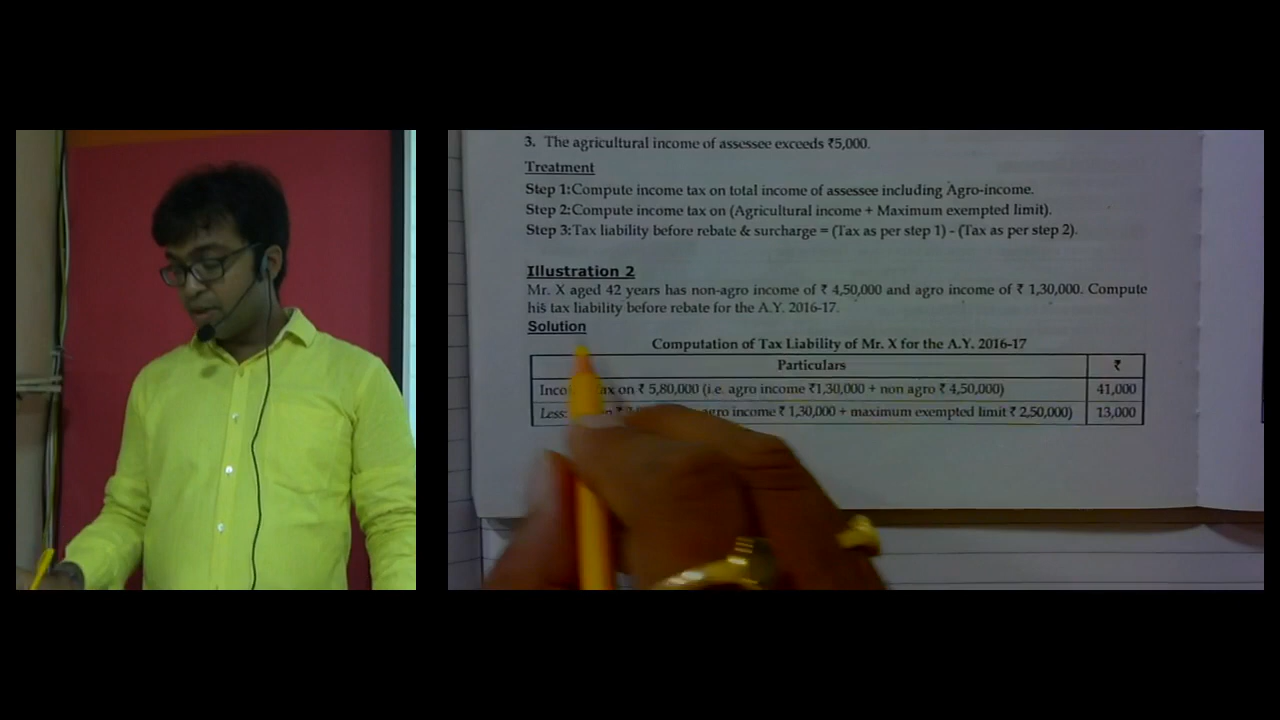 3. The agricultural income of assessee exceeds ₹5,000.
Treatment
Step 1:Compute income tax on total income of assessee including Agro-income.
Step 2:Compute income tax on (Agricultural income + Maximum exempted limit).
Step 3:Tax liability before rebate & surcharge = (Tax as per step 1) - (Tax as per step 2).
Illustration 2
Mr. X aged 42 years has non-agro income of ₹ 4,50,000 and agro income of ₹ 1,30,000. Compute
his tax liability before rebate for the A.Y. 2016-17.
Solution
Computation of Tax Liability of Mr. X for the A.Y. 2016-17
Particulars ₹
on ₹ 5,80,000 (i.e. agro income ₹1,30,000 + non agro ₹ 4,50,000) 41,000
Less: income ₹ 1,30,000 + maximum exempted limit ₹ 2,50,000) 13,000